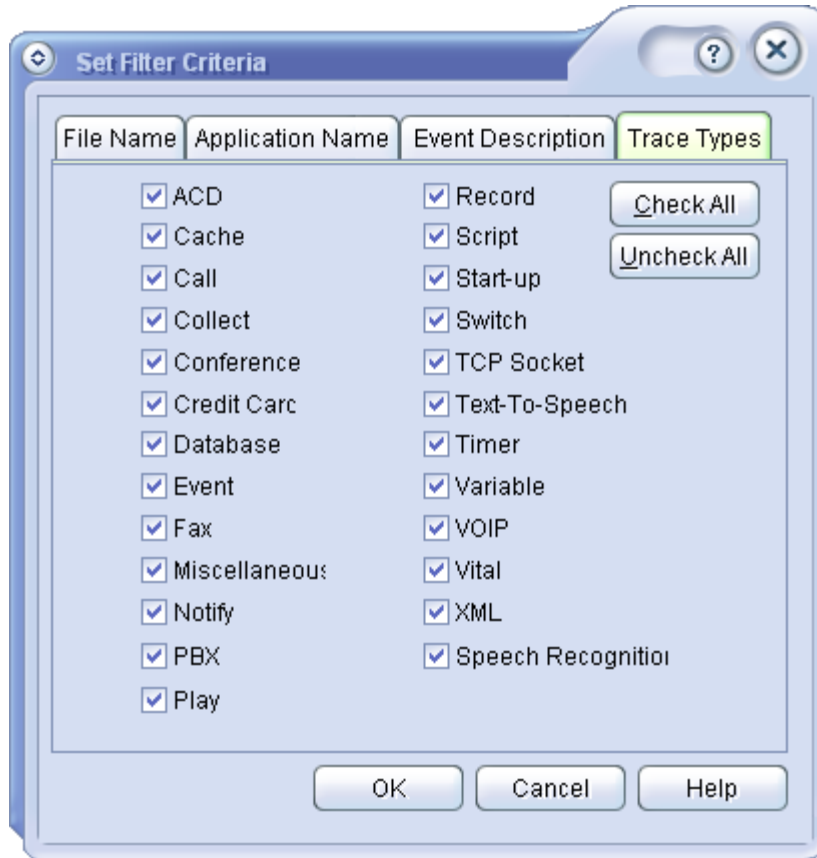 Set Filter Criteria
?
File Name
Application Name
Event Description
Trace Types
ACD
Cache
Call
Collect
Conference
Credit Carc
Database
Event
Fax
Miscellaneous
Notify
PBX
Play
Record
Script
Start-up
Switch
TCP Socket
Text-To-Speech
Timer
Variable
VOIP
Vital
XML
Speech Recognition
Check All
Uncheck All
OK
Cancel
Help